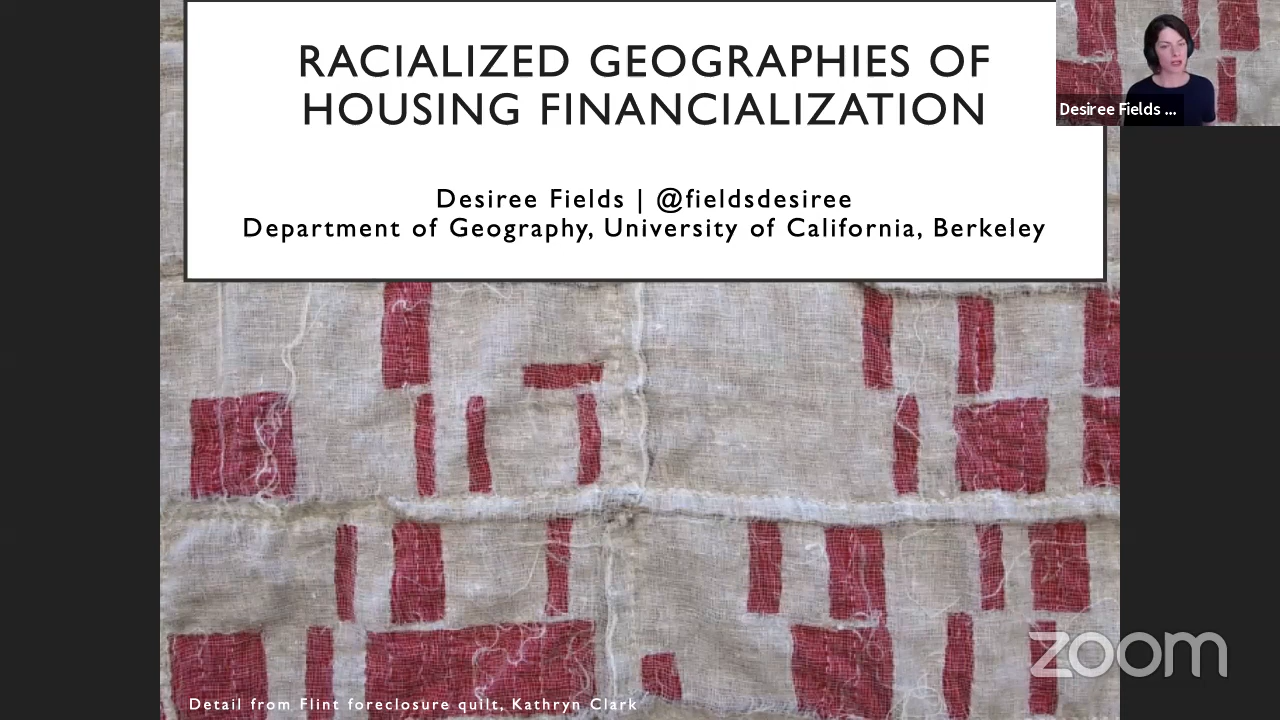 RACIALIZED GEOGRAPHIES OF
HOUSING FINANCIALIZATION
Desiree Fields ...
Desiree Fields | @fieldsdesiree
Department of Geography, University of California, Berkeley
zoom
Detail from Flint foreclosure quilt, Kathryn Clark